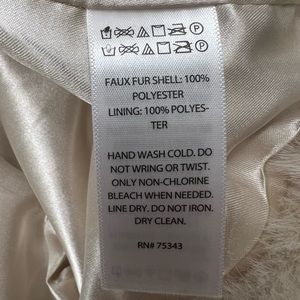 FAUX FUR SHELL: 100%
POLYESTER
LINING: 100% POLYES-
TER
HAND WASH COLD. DO
NOT WRING OR TWIST.
ONLY NON-CHLORINE
BLEACH WHEN NEEDED.
LINE DRY. DO NOT IRON.
DRY CLEAN.
RN# 75343